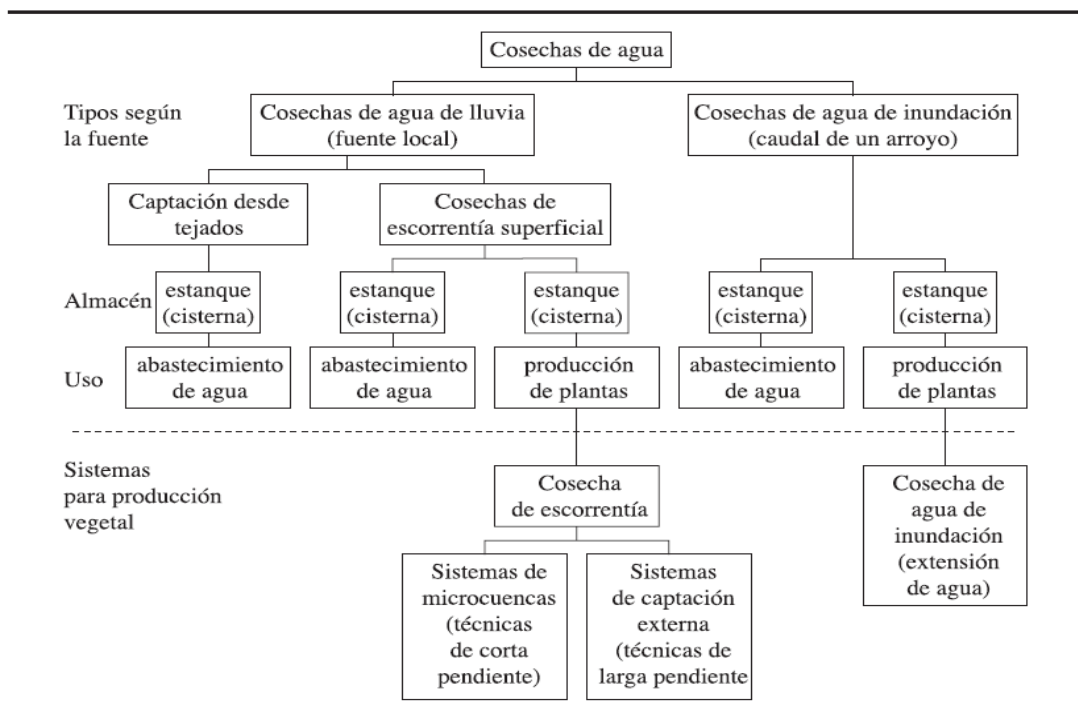 Cosechas de agua
Tipos según
la fuente
Cosechas de agua de lluvia
(fuente local)
Cosechas de agua de inundación
(caudal de un arroyo)
Captación desde
tejados
Cosechas de
escorrentía superficial
Almacén
estanque
(cisterna)
estanque
(cisterna)
estanque
(cisterna)
estanque
(cisterna)
estanque
(cisterna)
Uso
abastecimiento
de agua
abastecimiento
de agua
producción
de plantas
abastecimiento
de agua
producción
de plantas
Sistemas
para producción
vegetal
Cosecha
de escorrentía
Cosecha de
agua de
inundación
(extensión
de agua)
Sistemas de
microcuencas
(técnicas
de corta
pendiente)
Sistemas
de captación
externa
(técnicas de
larga pendiente